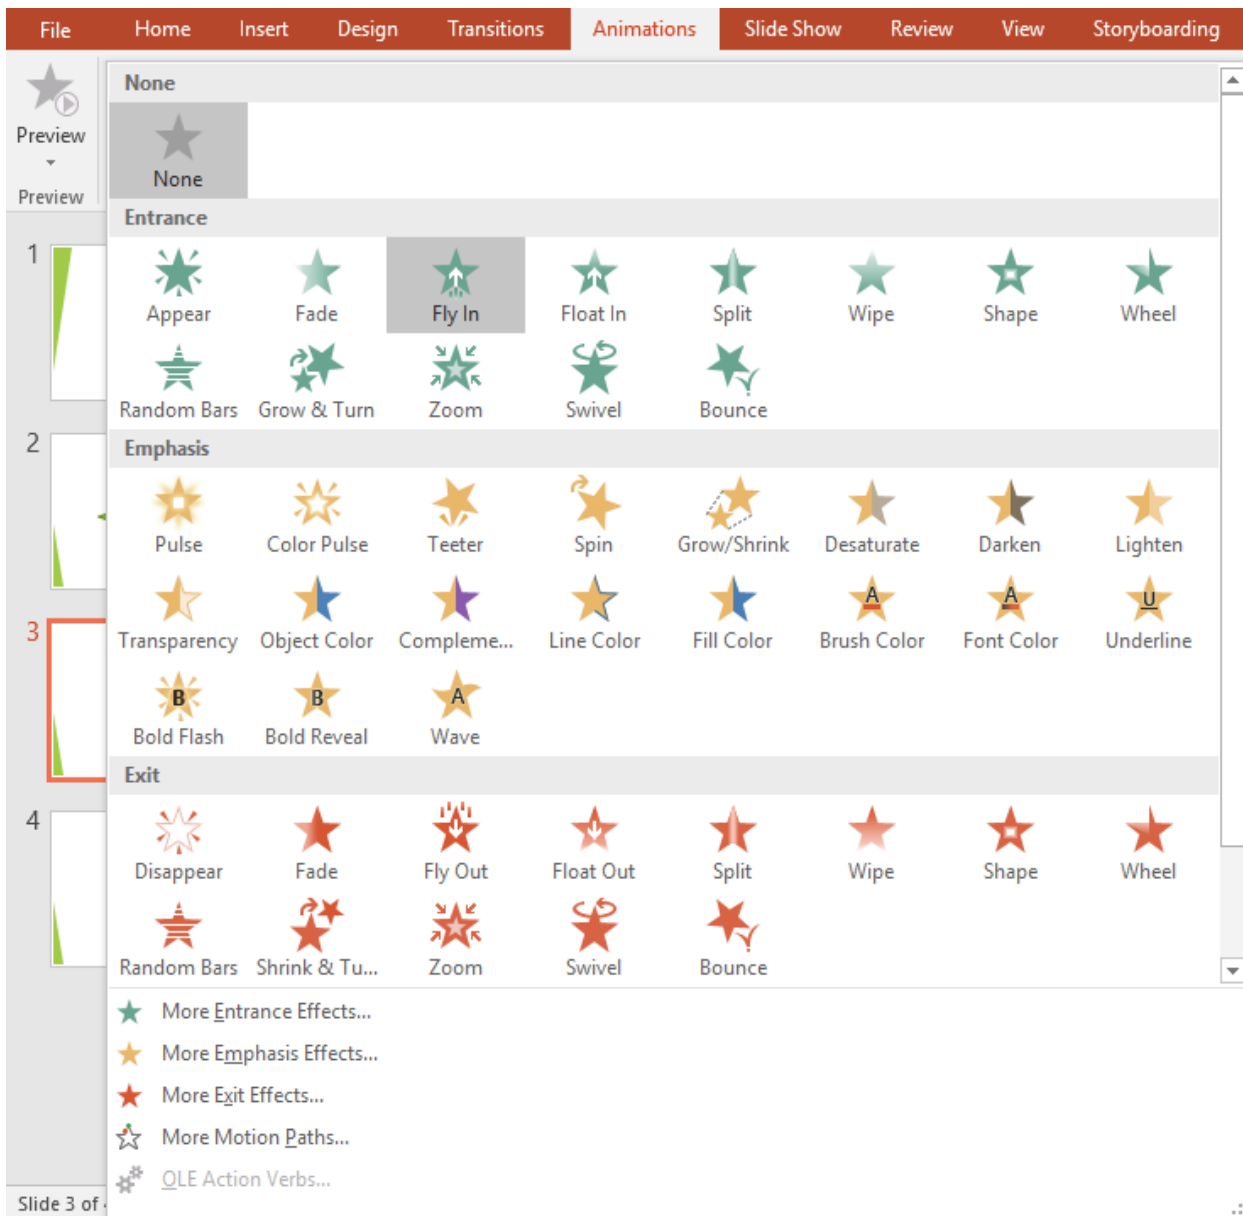 File Home Insert Design Transitions Animations Slide Show Review View Storyboarding
Preview
Preview
None
None
Entrance
Appear Fade Fly In Float In Split Wipe Shape Wheel
Random Bars Grow & Turn Zoom Swivel Bounce
Emphasis
Pulse Color Pulse Teeter Spin Grow/Shrink Desaturate Darken Lighten
Transparency Object Color Compleme... Line Color Fill Color Brush Color Font Color Underline
Bold Flash Bold Reveal Wave
Exit
Disappear Fade Fly Out Float Out Split Wipe Shape Wheel
Random Bars Shrink & Tu... Zoom Swivel Bounce
More Entrance Effects...
More Emphasis Effects...
More Exit Effects...
More Motion Paths...
OLE Action Verbs...
1
2
3
4
Slide 3 of